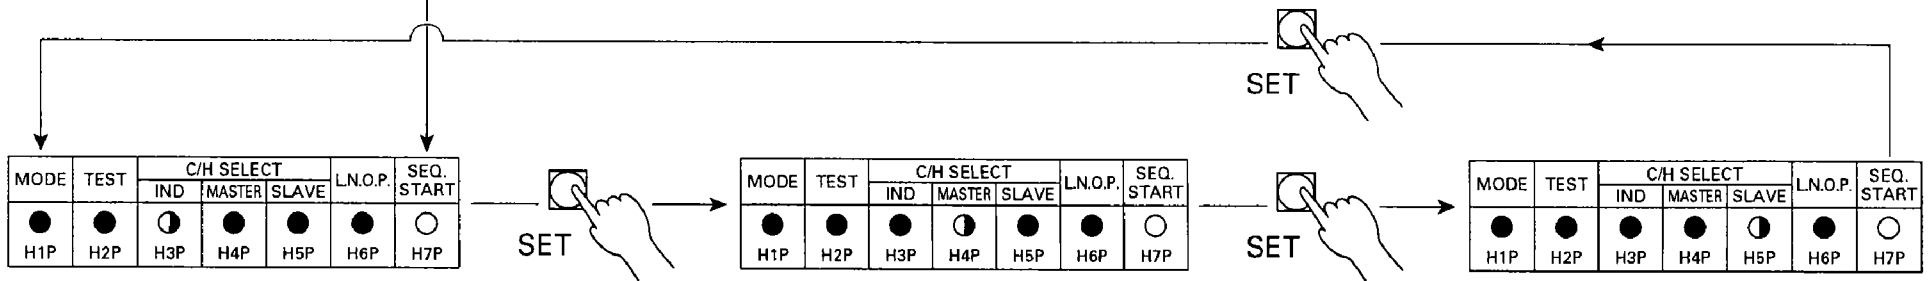 SET
MODE TEST C/H SELECT L.N.O.P. SEQ. START
IND MASTER SLAVE
H1P H2P H3P H4P H5P H6P H7P
SET
MODE TEST C/H SELECT L.N.O.P. SEQ. START
IND MASTER SLAVE
H1P H2P H3P H4P H5P H6P H7P
SET
MODE TEST C/H SELECT L.N.O.P. SEQ. START
IND MASTER SLAVE
H1P H2P H3P H4P H5P H6P H7P